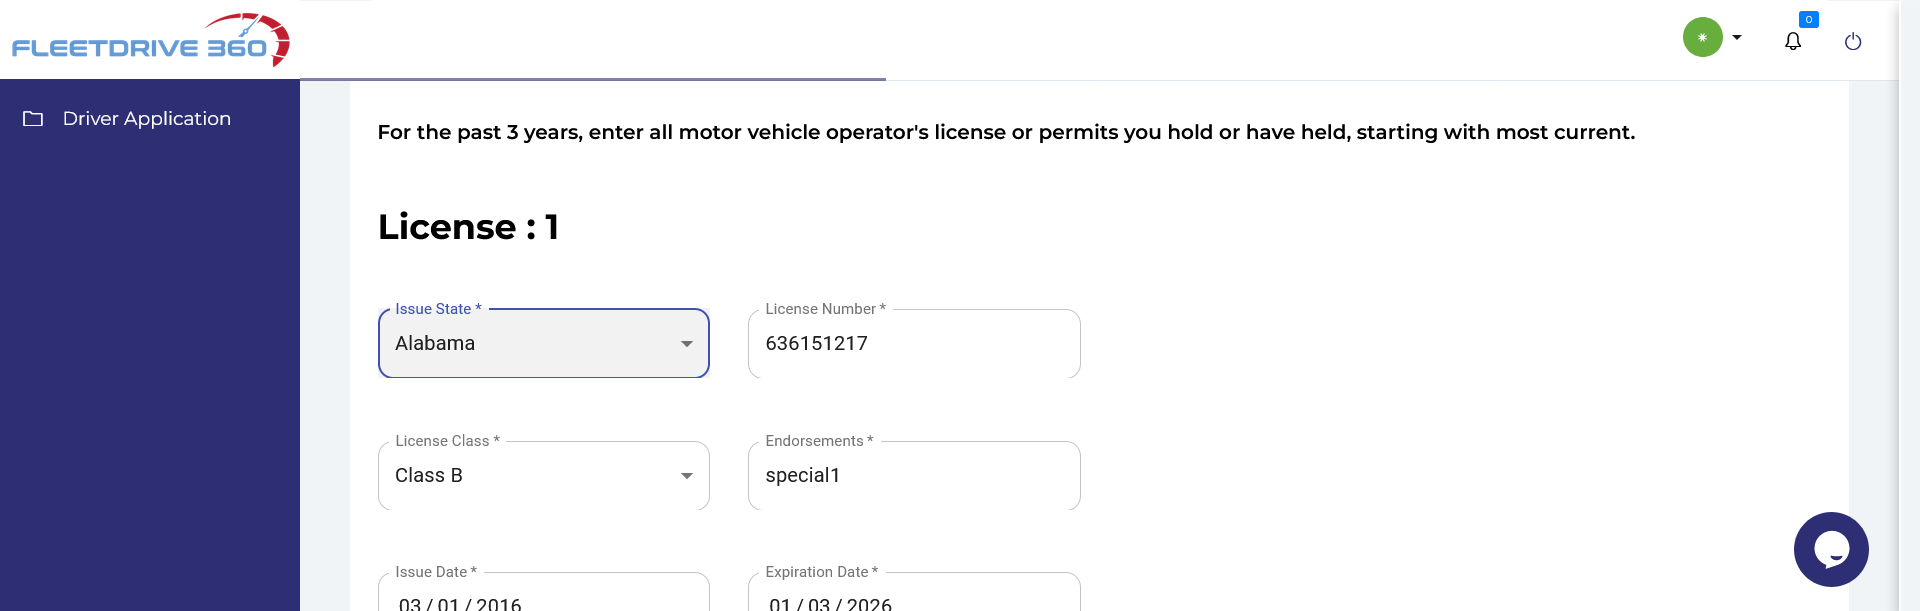 FLEETDRIVE 360
0
Driver Application
For the past 3 years, enter all motor vehicle operator's license or permits you hold or have held, starting with most current.
License : 1
Issue State *
License Number *
Alabama
636151217
License Class *
Endorsements *
Class B
special1
Issue Date *
Expiration Date *
03 / 01 / 2016
01 / 03 / 2026